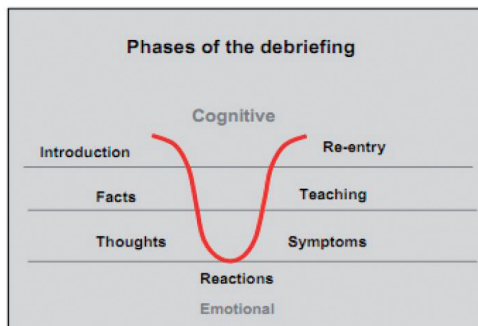 Phases of the debriefing
Cognitive
Introduction
Re-entry
Facts
Teaching
Thoughts
Symptoms
Reactions
Emotional